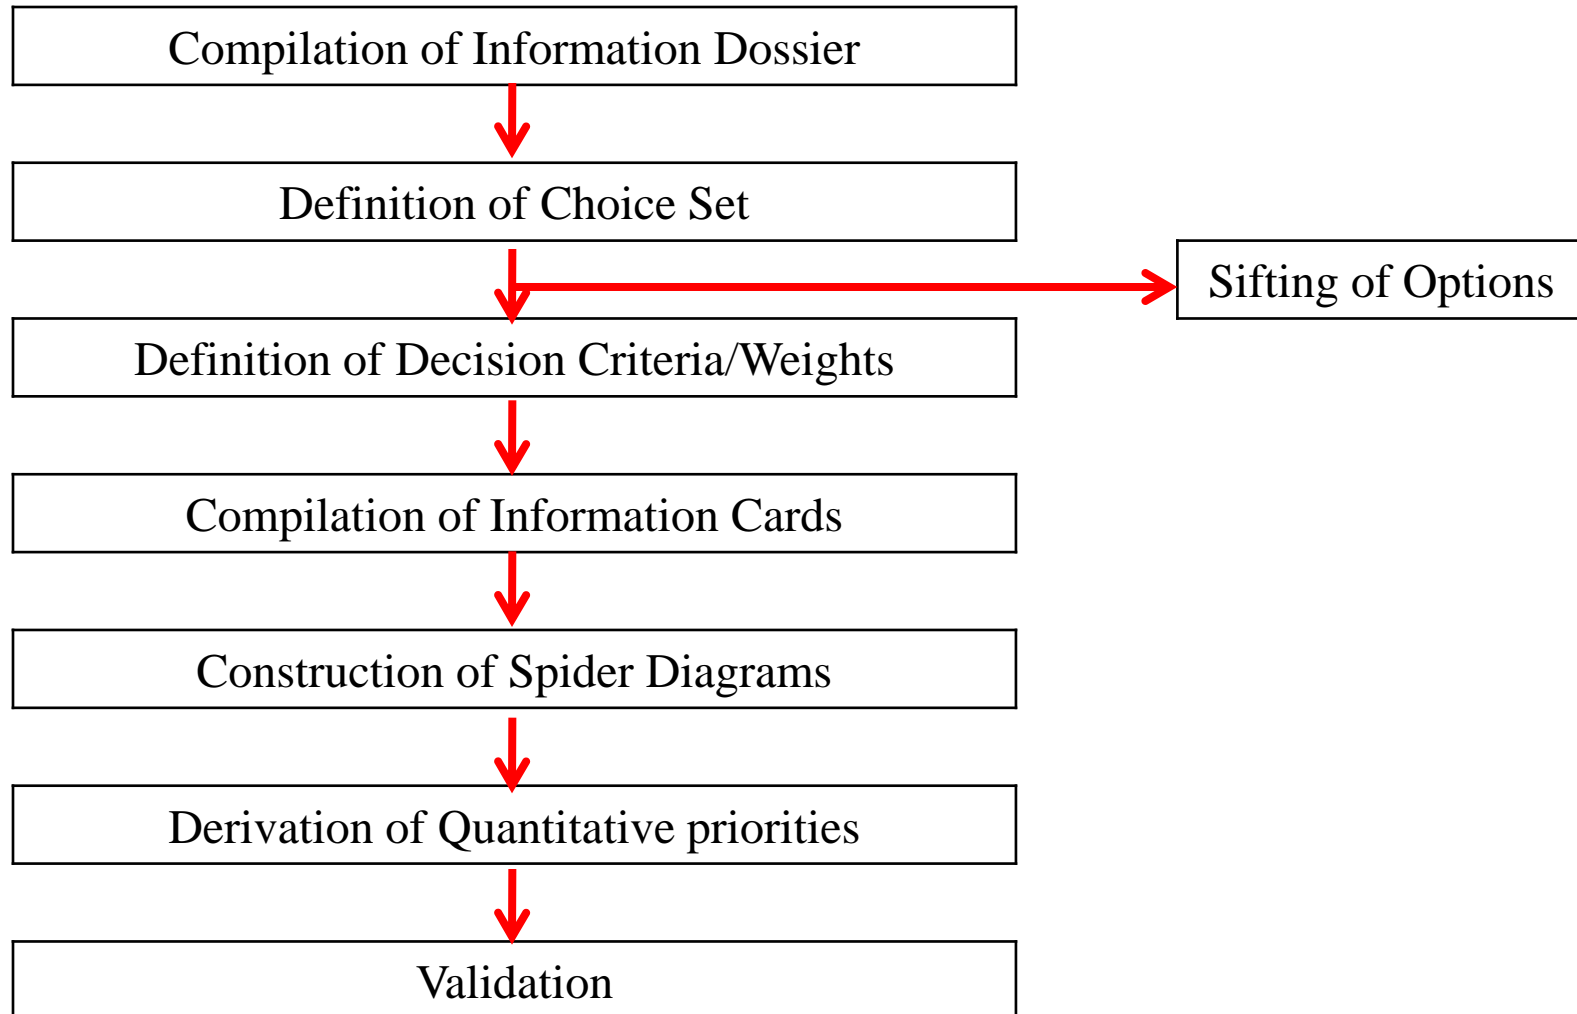 Compilation of Information Dossier
Definition of Choice Set
Sifting of Options
Definition of Decision Criteria/Weights
Compilation of Information Cards
Construction of Spider Diagrams
Derivation of Quantitative priorities
Validation